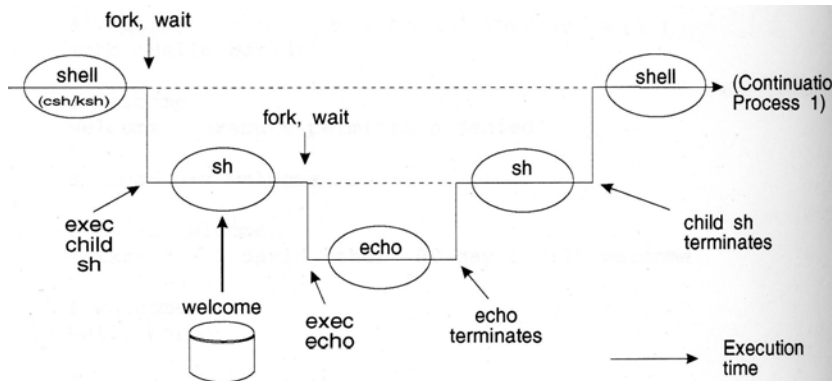 fork, wait
shell
(csh/ksh)
shell
(Continuatio
Process 1)
fork, wait
sh
sh
exec
child
sh
child sh
terminates
echo
welcome
exec
echo
echo
terminates
Execution
time